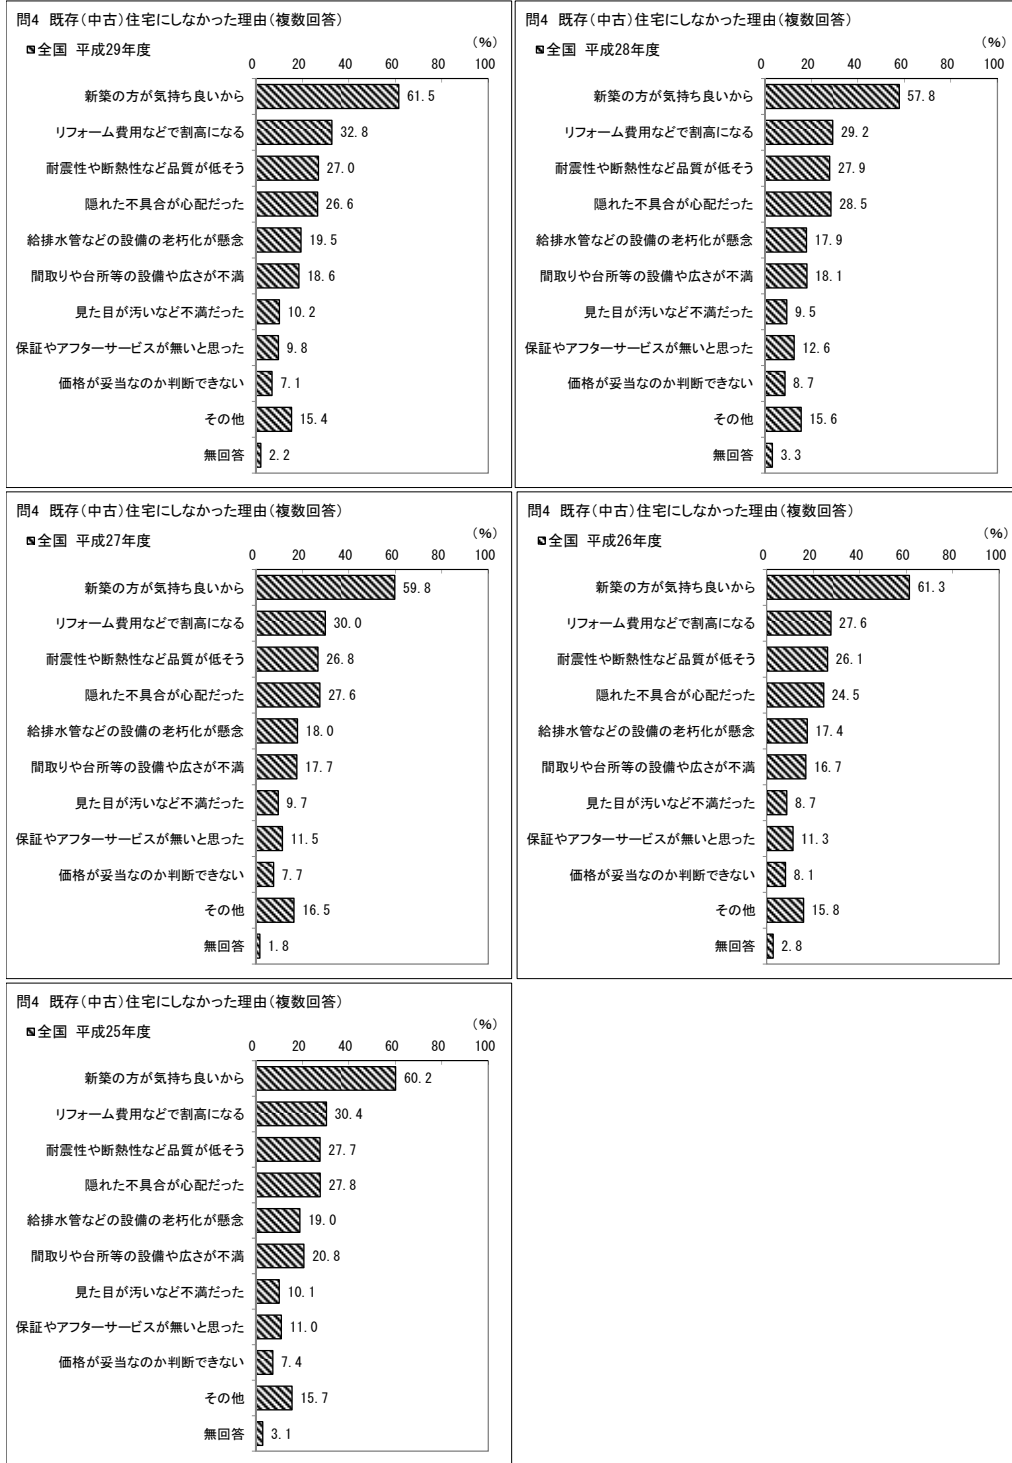 問4 既存(中古)住宅にしなかった理由(複数回答)
全国 平成29年度
(%)
0 20 40 60 80 100
新築の方が気持ち良いから 61.5
リフォーム費用などで割高になる 32.8
耐震性や断熱性など品質が低そう 27.0
隠れた不具合が心配だった 26.6
給排水管などの設備の老朽化が懸念 19.5
間取りや台所等の設備や広さが不満 18.6
見た目が汚いなど不満だった 10.2
保証やアフターサービスが無いと思った 9.8
価格が妥当なのか判断できない 7.1
その他 15.4
無回答 2.2
問4 既存(中古)住宅にしなかった理由(複数回答)
全国 平成28年度
(%)
0 20 40 60 80 100
新築の方が気持ち良いから 57.8
リフォーム費用などで割高になる 29.2
耐震性や断熱性など品質が低そう 27.9
隠れた不具合が心配だった 28.5
給排水管などの設備の老朽化が懸念 17.9
間取りや台所等の設備や広さが不満 18.1
見た目が汚いなど不満だった 9.5
保証やアフターサービスが無いと思った 12.6
価格が妥当なのか判断できない 8.7
その他 15.6
無回答 3.3
問4 既存(中古)住宅にしなかった理由(複数回答)
全国 平成27年度
(%)
0 20 40 60 80 100
新築の方が気持ち良いから 59.8
リフォーム費用などで割高になる 30.0
耐震性や断熱性など品質が低そう 26.8
隠れた不具合が心配だった 27.6
給排水管などの設備の老朽化が懸念 18.0
間取りや台所等の設備や広さが不満 17.7
見た目が汚いなど不満だった 9.7
保証やアフターサービスが無いと思った 11.5
価格が妥当なのか判断できない 7.7
その他 16.5
無回答 1.8
問4 既存(中古)住宅にしなかった理由(複数回答)
全国 平成26年度
(%)
0 20 40 60 80 100
新築の方が気持ち良いから 61.3
リフォーム費用などで割高になる 27.6
耐震性や断熱性など品質が低そう 26.1
隠れた不具合が心配だった 24.5
給排水管などの設備の老朽化が懸念 17.4
間取りや台所等の設備や広さが不満 16.7
見た目が汚いなど不満だった 8.7
保証やアフターサービスが無いと思った 11.3
価格が妥当なのか判断できない 8.1
その他 15.8
無回答 2.8
問4 既存(中古)住宅にしなかった理由(複数回答)
全国 平成25年度
(%)
0 20 40 60 80 100
新築の方が気持ち良いから 60.2
リフォーム費用などで割高になる 30.4
耐震性や断熱性など品質が低そう 27.7
隠れた不具合が心配だった 27.8
給排水管などの設備の老朽化が懸念 19.0
間取りや台所等の設備や広さが不満 20.8
見た目が汚いなど不満だった 10.1
保証やアフターサービスが無いと思った 11.0
価格が妥当なのか判断できない 7.4
その他 15.7
無回答 3.1